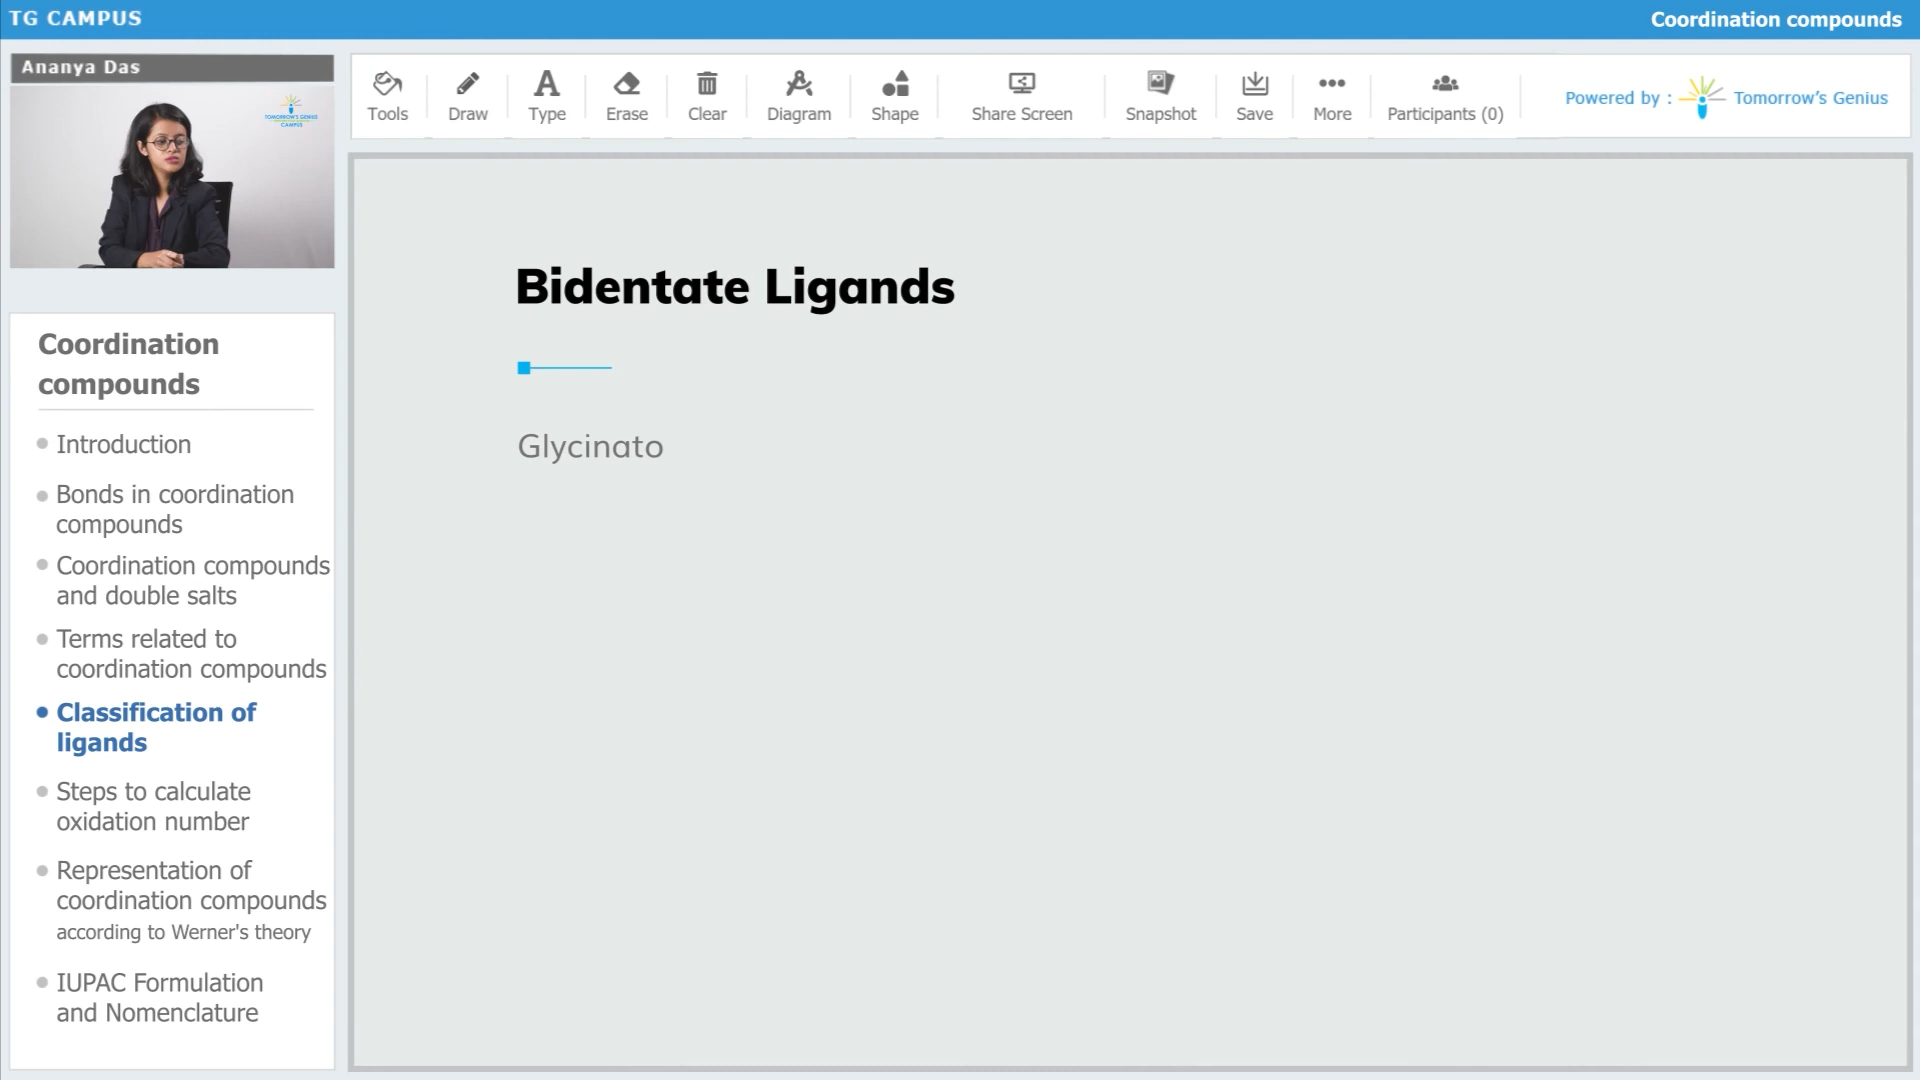 TG CAMPUS
Coordination compounds
Ananya Das
TOMORROW'S GENIUS
CAMPUS
Tools
Draw
Type
Erase
Clear
Diagram
Shape
Share Screen
Snapshot
Save
More
Participants (0)
Powered by :
Tomorrow's Genius
Coordination
compounds
Introduction
Bonds in coordination
compounds
Coordination compounds
and double salts
Terms related to
coordination compounds
Classification of
ligands
Steps to calculate
oxidation number
Representation of
coordination compounds
according to Werner's theory
IUPAC Formulation
and Nomenclature
Bidentate Ligands
Glycinato